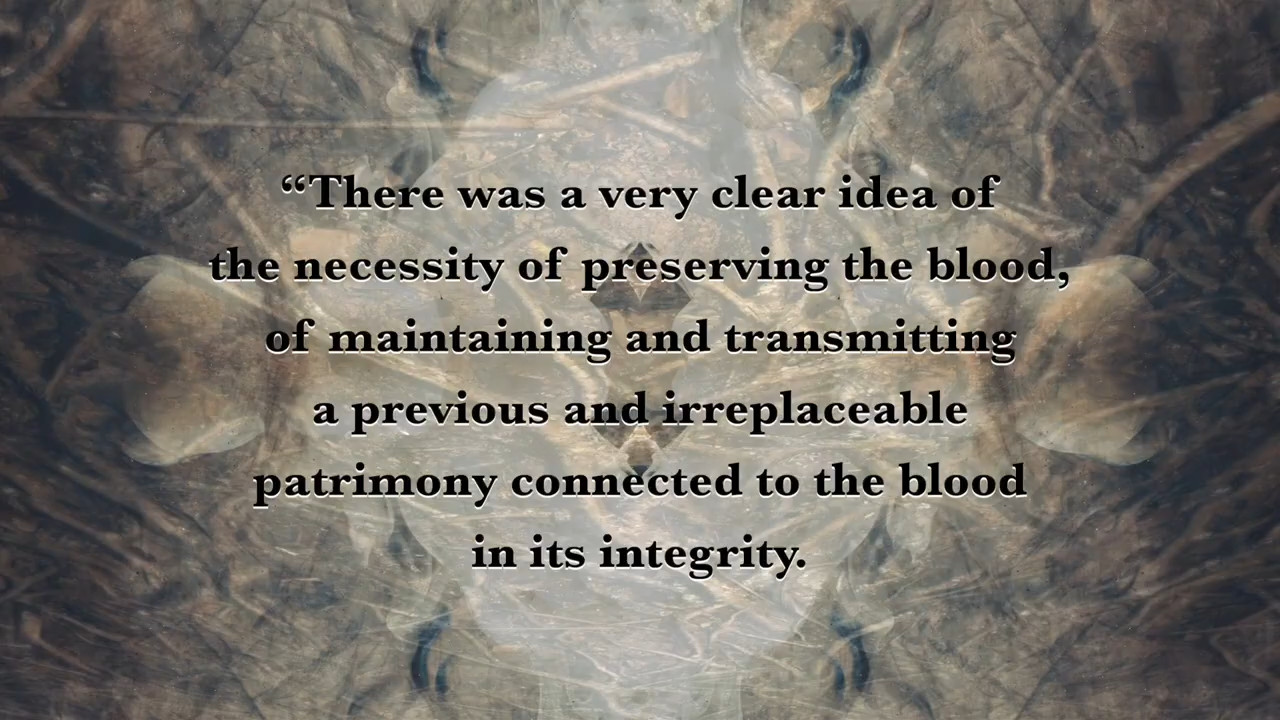 “There was a very clear idea of
the necessity of preserving the blood,
of maintaining and transmitting
a previous and irreplaceable
patrimony connected to the blood
in its integrity.